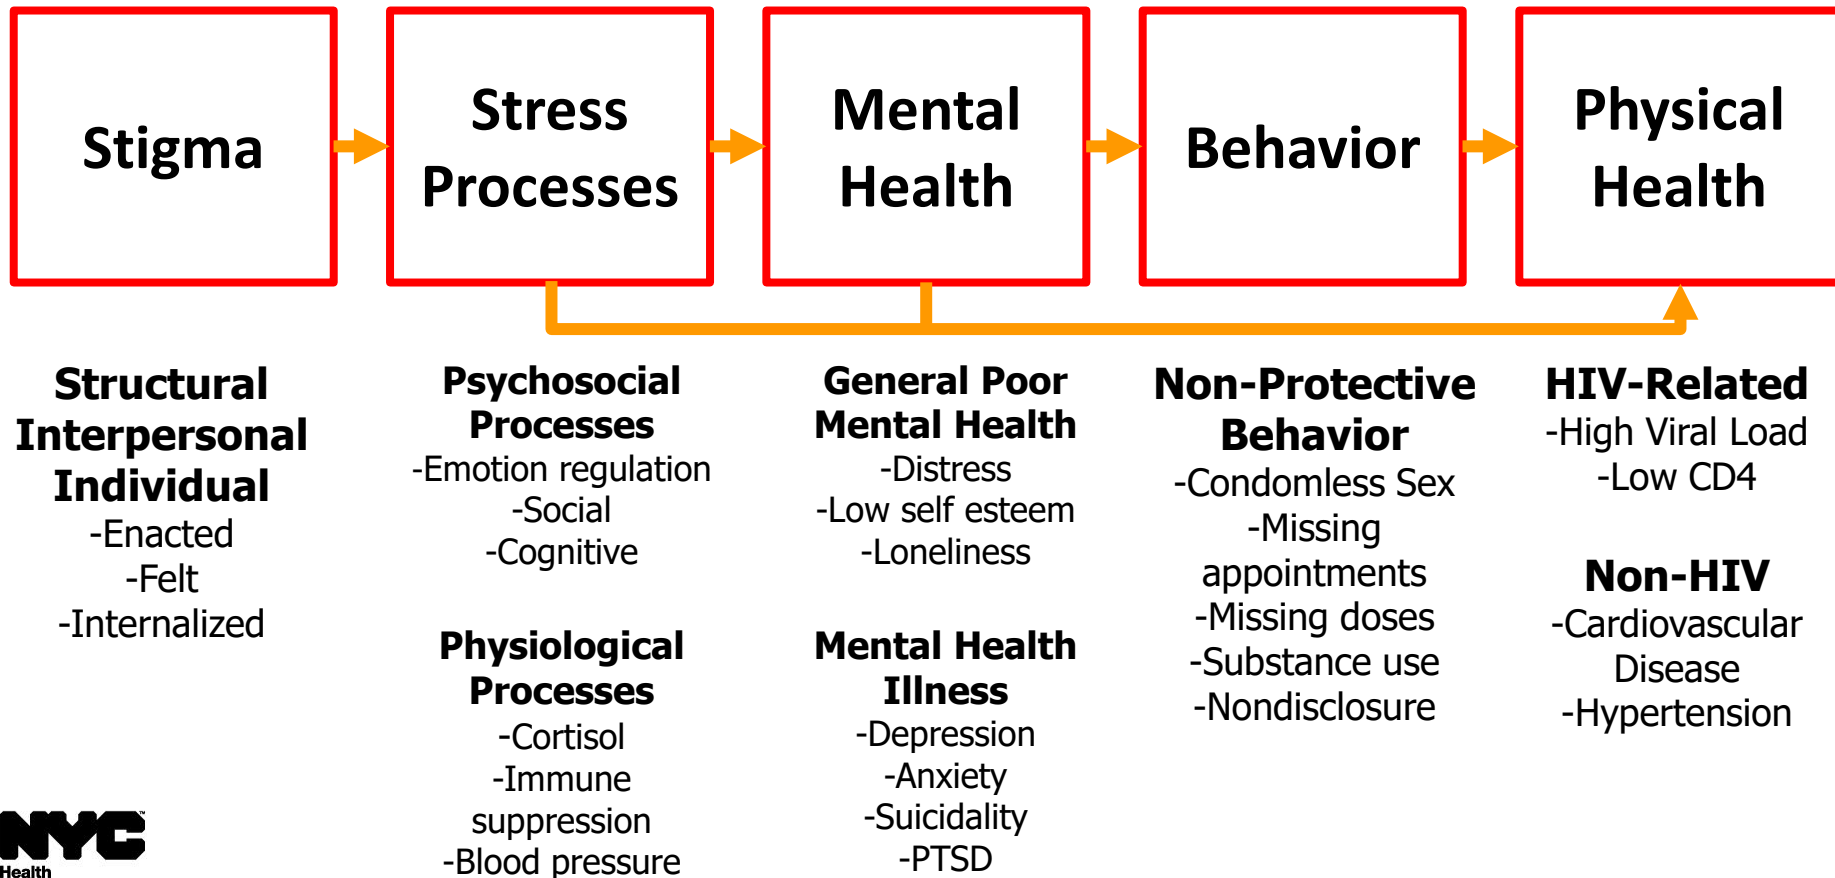 Stigma
Stress
Processes
Mental
Health
Behavior
Physical
Health
Structural
Interpersonal
Individual
-Enacted
-Felt
-Internalized
Psychosocial
Processes
-Emotion regulation
-Social
-Cognitive
Physiological
Processes
-Cortisol
-Immune
suppression
-Blood pressure
General Poor
Mental Health
-Distress
-Low self esteem
-Loneliness
Mental Health
Illness
-Depression
-Anxiety
-Suicidality
-PTSD
Non-Protective
Behavior
-Condomless Sex
-Missing
appointments
-Missing doses
-Substance use
-Nondisclosure
HIV-Related
-High Viral Load
-Low CD4
Non-HIV
-Cardiovascular
Disease
-Hypertension
NYC
Health